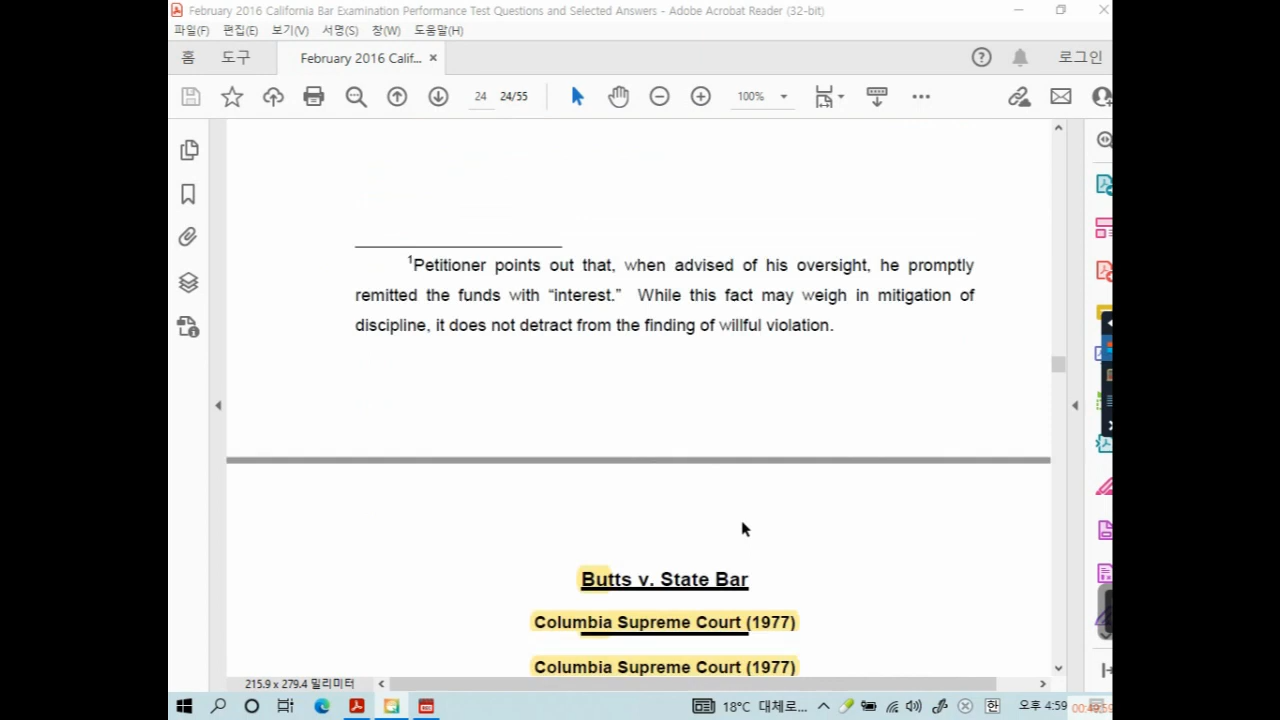 February 2016 California Bar Examination Performance Test Questions and Selected Answers - Adobe Acrobat Reader (32-bit)
파일(F) 편집(E) 보기(V) 서명(S) 창(W) 도움말(H)
홈 도구 February 2016 Calif... × 로그인
24 24/55 100%
¹Petitioner points out that, when advised of his oversight, he promptly
remitted the funds with “interest.” While this fact may weigh in mitigation of
discipline, it does not detract from the finding of willful violation.
Butts v. State Bar
Columbia Supreme Court (1977)
Columbia Supreme Court (1977)
215.9 x 279.4 밀리미터
18°C 대체로... 한 오후 4:59